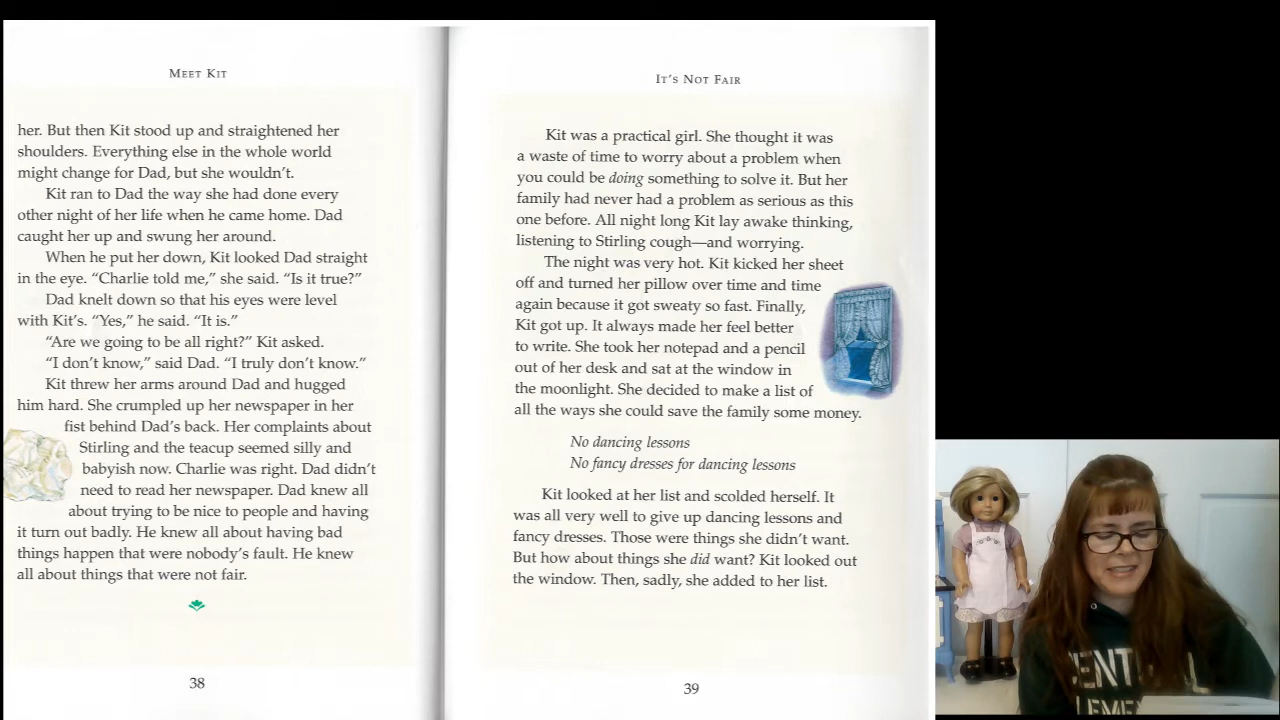 MEET KIT
her. But then Kit stood up and straightened her
shoulders. Everything else in the whole world
might change for Dad, but she wouldn't.
Kit ran to Dad the way she had done every
other night of her life when he came home. Dad
caught her up and swung her around.
When he put her down, Kit looked Dad straight
in the eye. “Charlie told me,” she said. “Is it true?”
Dad knelt down so that his eyes were level
with Kit's. “Yes,” he said. “It is.”
“Are we going to be all right?” Kit asked.
“I don't know,” said Dad. “I truly don't know.”
Kit threw her arms around Dad and hugged
him hard. She crumpled up her newspaper in her
fist behind Dad's back. Her complaints about
Stirling and the teacup seemed silly and
babyish now. Charlie was right. Dad didn't
need to read her newspaper. Dad knew all
about trying to be nice to people and having
it turn out badly. He knew all about having bad
things happen that were nobody's fault. He knew
all about things that were not fair.
38
IT'S NOT FAIR
Kit was a practical girl. She thought it was
a waste of time to worry about a problem when
you could be doing something to solve it. But her
family had never had a problem as serious as this
one before. All night long Kit lay awake thinking,
listening to Stirling cough—and worrying.
The night was very hot. Kit kicked her sheet
off and turned her pillow over time and time
again because it got sweaty so fast. Finally,
Kit got up. It always made her feel better
to write. She took her notepad and a pencil
out of her desk and sat at the window in
the moonlight. She decided to make a list of
all the ways she could save the family some money.
No dancing lessons
No fancy dresses for dancing lessons
Kit looked at her list and scolded herself. It
was all very well to give up dancing lessons and
fancy dresses. Those were things she didn't want.
But how about things she did want? Kit looked out
the window. Then, sadly, she added to her list.
39